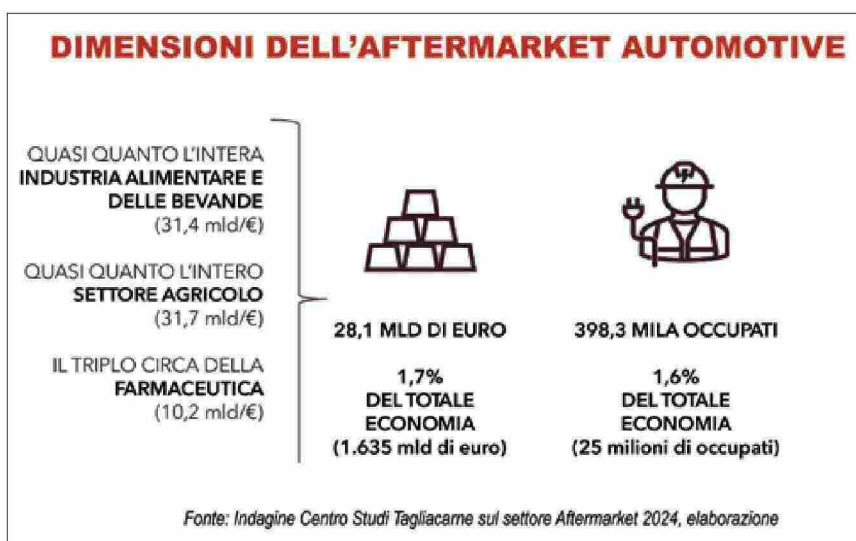 DIMENSIONI DELL'AFTERMARKET AUTOMOTIVE
QUASI QUANTO L'INTERA
INDUSTRIA ALIMENTARE E
DELLE BEVANDE
(31,4 mld/€)
QUASI QUANTO L'INTERO
SETTORE AGRICOLO
(31,7 mld/€)
IL TRIPLO CIRCA DELLA
FARMACEUTICA
(10,2 mld/€)
28,1 MLD DI EURO
1,7%
DEL TOTALE
ECONOMIA
(1.635 mld di euro)
398,3 MILA OCCUPATI
1,6%
DEL TOTALE
ECONOMIA
(25 milioni di occupati)
Fonte: Indagine Centro Studi Tagliacarne sul settore Aftermarket 2024, elaborazione